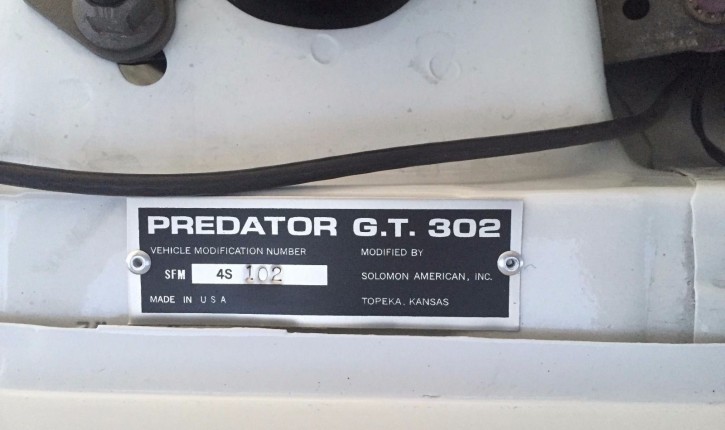 PREDATOR G.T. 302
VEHICLE MODIFICATION NUMBER
MODIFIED BY
SFM 4S 102
SOLOMON AMERICAN, INC.
MADE IN USA
TOPEKA, KANSAS